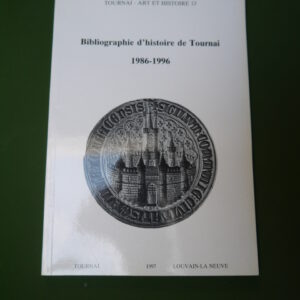 TOURNAI - ART ET HISTOIRE 13
Bibliographie d'histoire de Tournai
1986-1996
TOURNAI 1997 LOUVAIN-LA-NEUVE